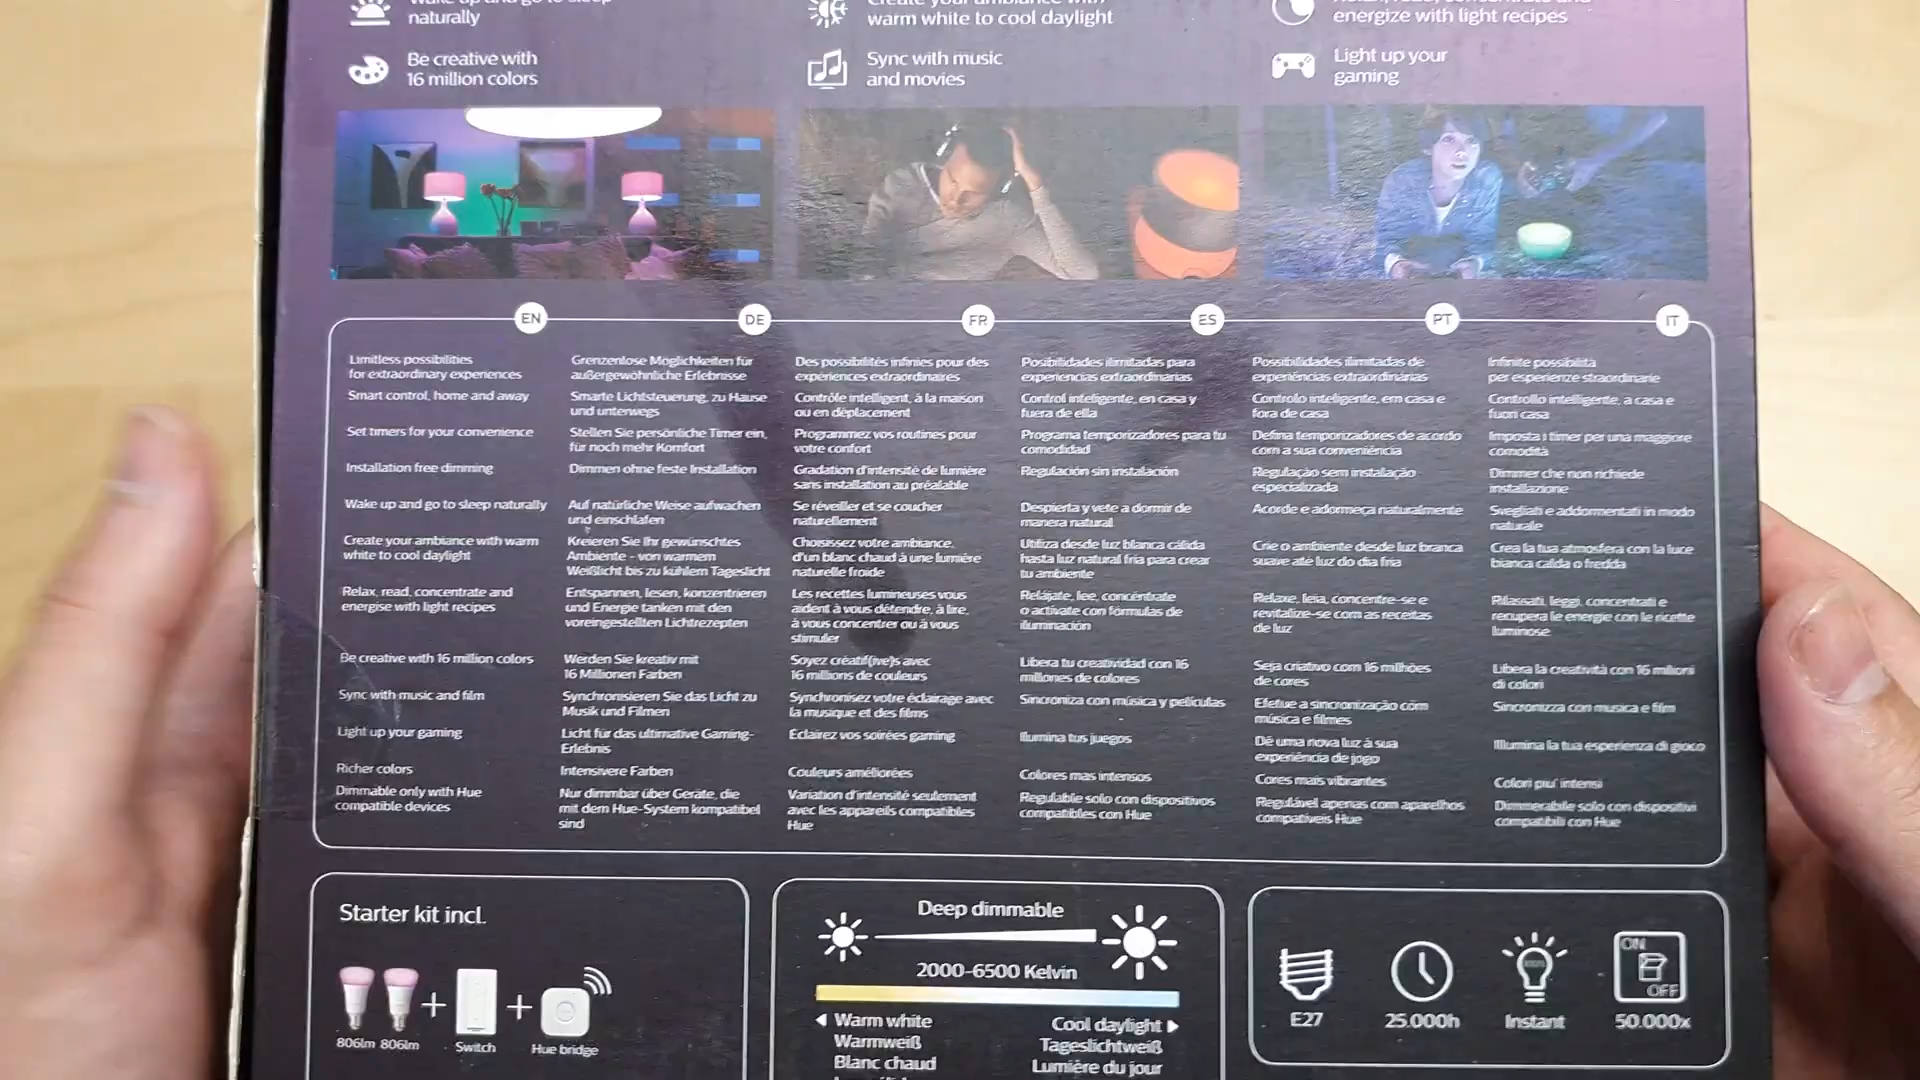 Wake up and go to sleep
naturally
Create your ambiance with
warm white to cool daylight
Relax, read, concentrate and
energize with light recipes
Be creative with
16 million colors
Sync with music
and movies
Light up your
gaming
EN
Limitless possibilities
for extraordinary experiences
Smart control, home and away
Set timers for your convenience
Installation free dimming
Wake up and go to sleep naturally
Create your ambiance with warm
white to cool daylight
Relax, read, concentrate and
energise with light recipes
Be creative with 16 million colors
Sync with music and film
Light up your gaming
Richer colors
Dimmable only with Hue
compatible devices
DE
Grenzenlose Möglichkeiten für
außergewöhnliche Erlebnisse
Smarte Lichtsteuerung, zu Hause
und unterwegs
Stellen Sie persönliche Timer ein,
für noch mehr Komfort
Dimmen ohne feste Installation
Auf natürliche Weise aufwachen
und einschlafen
Kreieren Sie Ihr gewünschtes
Ambiente - von warmem
Weißlicht bis zu kühlem Tageslicht
Entspannen, lesen, konzentrieren
und Energie tanken mit den
voreingestellten Lichtrezepten
Werden Sie kreativ mit
16 Millionen Farben
Synchronisieren Sie das Licht zu
Musik und Filmen
Licht für das ultimative Gaming-
Erlebnis
Intensivere Farben
Nur dimmbar über Geräte, die
mit dem Hue-System kompatibel
sind
FR
Des possibilités infinies pour des
expériences extraordinaires
Contrôle intelligent, à la maison
ou en déplacement
Programmez vos routines pour
votre confort
Gradation d'intensité de lumière
sans installation au préalable
Se réveiller et se coucher
naturellement
Choisissez votre ambiance,
d'un blanc chaud à une lumière
naturelle froide
Les recettes lumineuses vous
aident à vous détendre, à lire,
à vous concentrer ou à vous
stimuler
Soyez créatif(ive)s avec
16 millions de couleurs
Synchronisez votre éclairage avec
la musique et des films
Eclairez vos soirées gaming
Couleurs améliorées
Variation d'intensité seulement
avec les appareils compatibles
Hue
ES
Posibilidades ilimitadas para
experiencias extraordinarias
Control inteligente, en casa y
fuera de ella
Programa temporizadores para tu
comodidad
Regulación sin instalación
Despierta y vete a dormir de
manera natural
Utiliza desde luz blanca cálida
hasta luz natural fría para crear
tu ambiente
Relájate, lee, concéntrate
o actívate con fórmulas de
iluminación
Libera tu creatividad con 16
millones de colores
Sincroniza con música y películas
Ilumina tus juegos
Colores mas intensos
Regulable solo con dispositivos
compatibles con Hue
PT
Possibilidades ilimitadas de
experiências extraordinárias
Controlo inteligente, em casa e
fora de casa
Defina temporizadores de acordo
com a sua conveniência
Regulação sem instalação
especializada
Acorde e adormeça naturalmente
Crie o ambiente desde luz branca
suave até luz do dia fria
Relaxe, leia, concentre-se e
revitalize-se com as receitas
de luz
Seja criativo com 16 milhões
de cores
Efetue a sincronização com
música e filmes
Dê uma nova luz à sua
experiência de jogo
Cores mais vibrantes
Regulável apenas com aparelhos
compatíveis Hue
IT
Infinite possibilità
per esperienze straordinarie
Controllo intelligente, a casa e
fuori casa
Imposta i timer per una maggiore
comodità
Dimmer che non richiede
installazione
Svegliati e addormentati in modo
naturale
Crea la tua atmosfera con la luce
bianca calda o fredda
Rilassati, leggi, concentrati e
recupera le energie con le ricette
luminose
Libera la creatività con 16 milioni
di colori
Sincronizza con musica e film
Illumina la tua esperienza di gioco
Colori piu' intensi
Dimmerabile solo con dispositivi
compatibili con Hue
Starter kit incl.
806lm 806lm
Switch
Hue bridge
Deep dimmable
2000-6500 Kelvin
Warm white
Warmweiß
Blanc chaud
Cool daylight
Tageslichtweiß
Lumière du jour
E27
25.000h
Instant
ON
OFF
50.000x